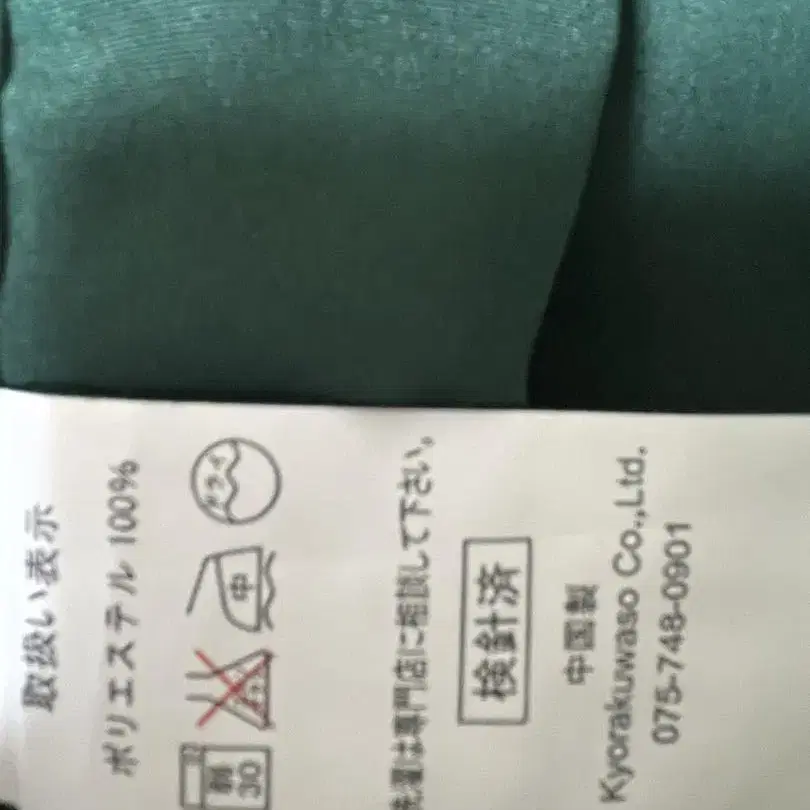 取扱い表示
ポリエステル 100%
30
中
ドライ
洗濯は専門店に相談して下さい。
検針済
中国製
Kyorakuwaso Co.,Ltd.
075-748-0901